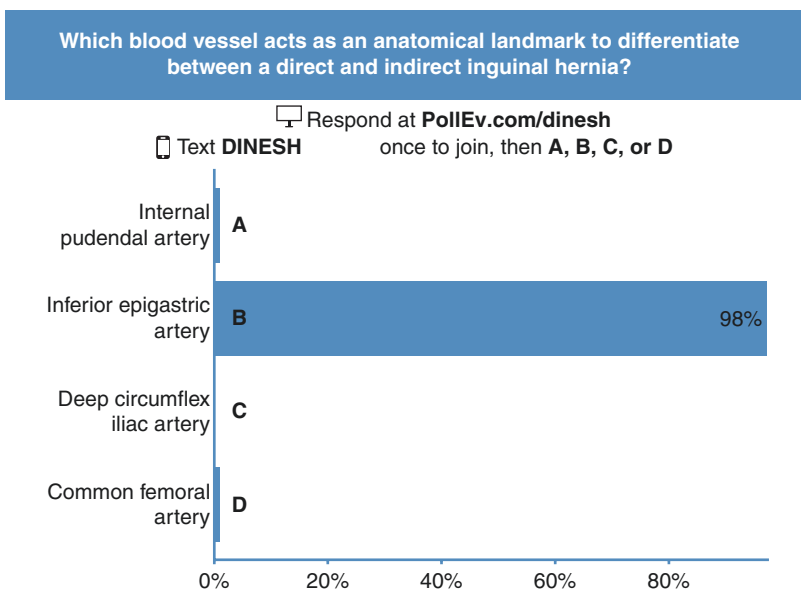 Which blood vessel acts as an anatomical landmark to differentiate
between a direct and indirect inguinal hernia?
Respond at PollEv.com/dinesh
Text DINESH once to join, then A, B, C, or D
Internal
pudendal artery
A
Inferior epigastric
artery
B
98%
Deep circumflex
iliac artery
C
Common femoral
artery
D
0% 20% 40% 60% 80%